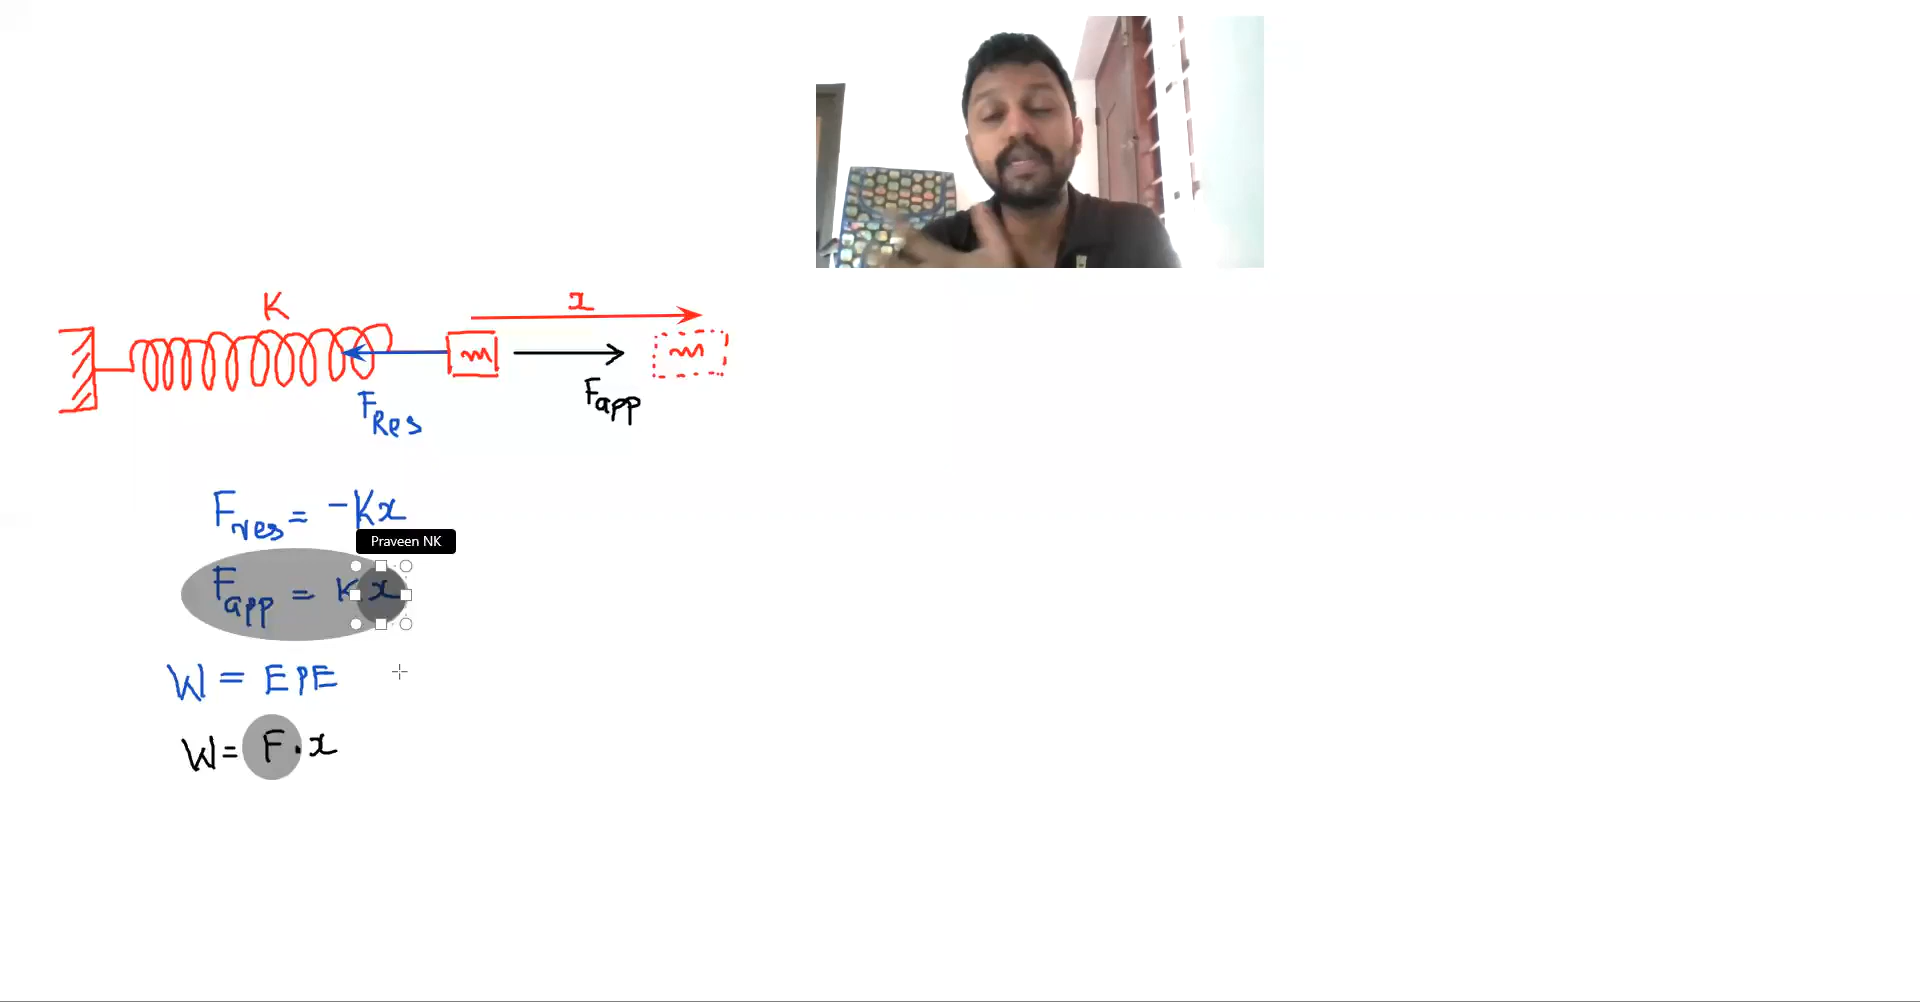 K
x
m
m
F_Res
F_app
F_res = -Kx
Praveen NK
F_app = Kx
W = EPE
W = F·x